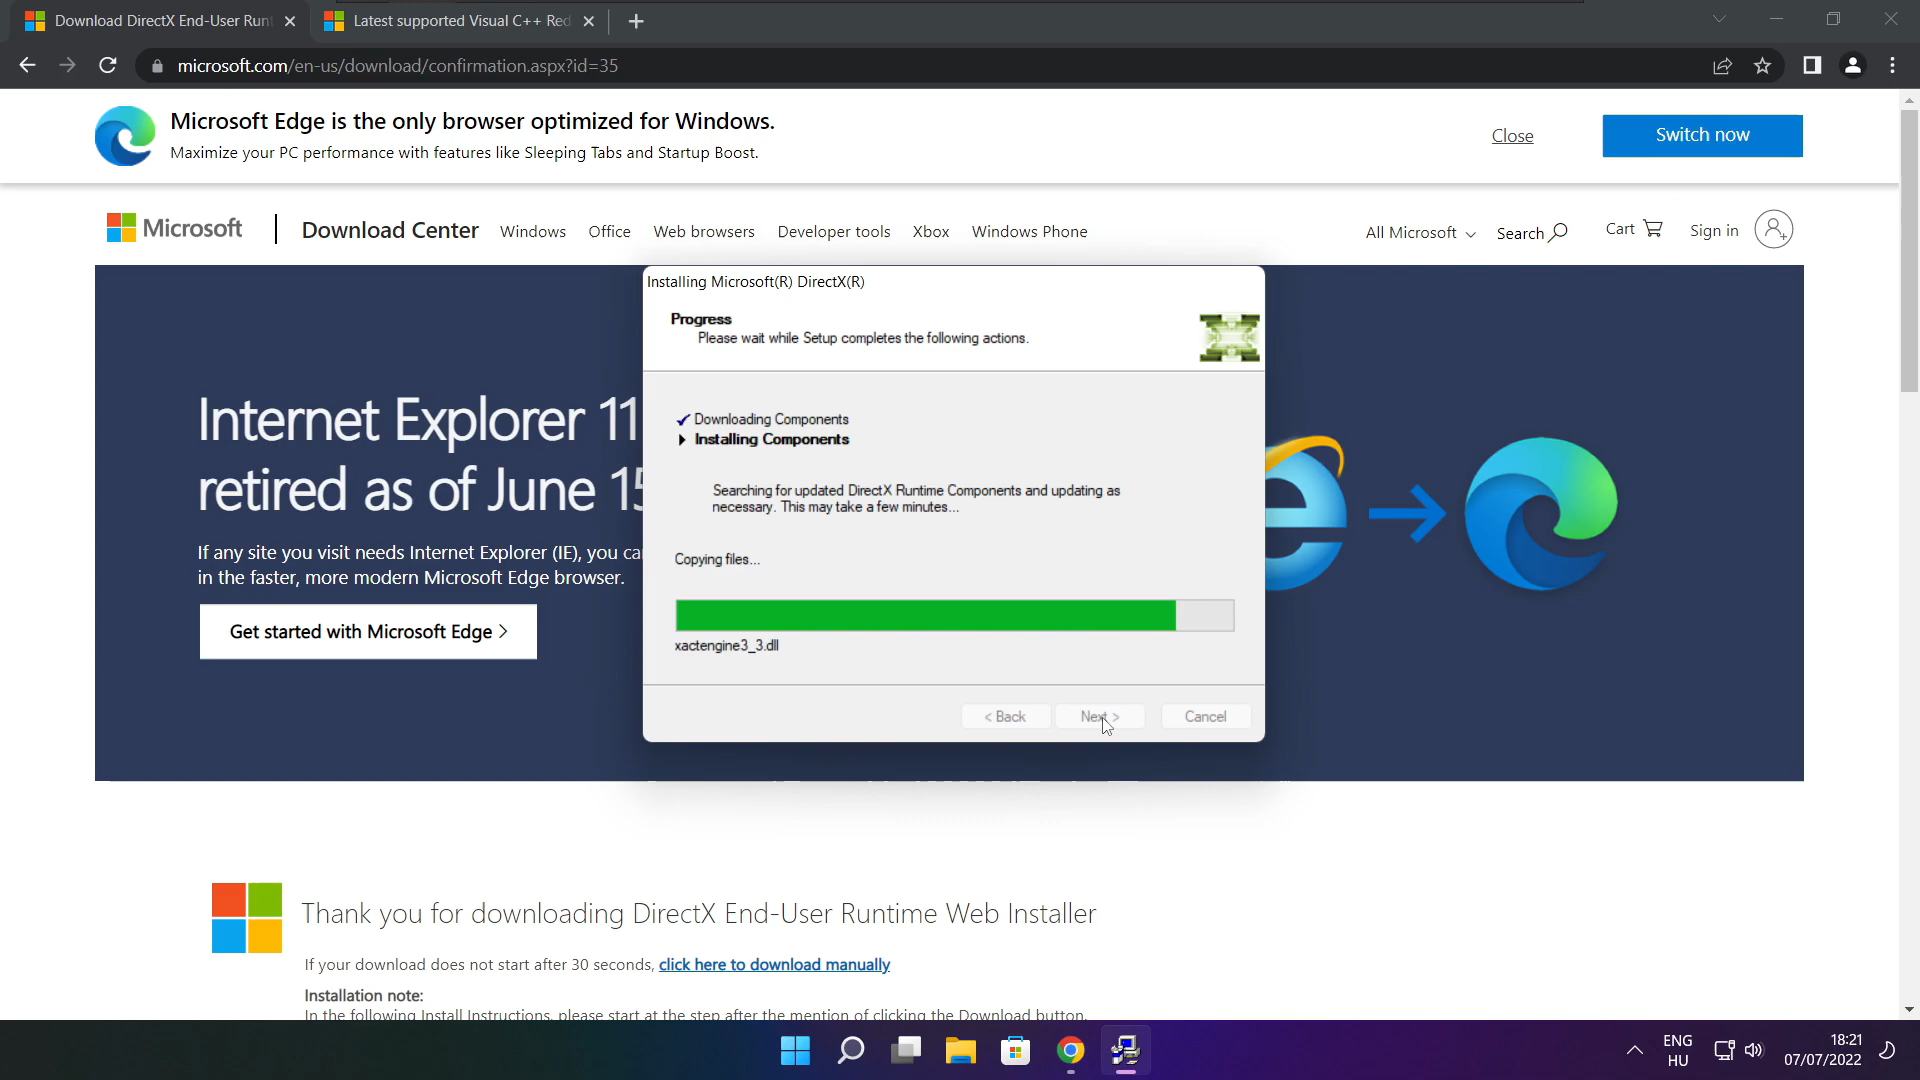 Download DirectX End-User Runt
Latest supported Visual C++ Red
microsoft.com/en-us/download/confirmation.aspx?id=35
Microsoft Edge is the only browser optimized for Windows.
Maximize your PC performance with features like Sleeping Tabs and Startup Boost.
Close
Switch now
Microsoft
Download Center
Windows
Office
Web browsers
Developer tools
Xbox
Windows Phone
All Microsoft
Search
Cart
Sign in
Installing Microsoft(R) DirectX(R)
Progress
Please wait while Setup completes the following actions.
Downloading Components
Installing Components
Searching for updated DirectX Runtime Components and updating as
necessary. This may take a few minutes...
Copying files...
xactengine3_3.dll
< Back
Next >
Cancel
Internet Explorer 11
retired as of June 15
If any site you visit needs Internet Explorer (IE), you ca
in the faster, more modern Microsoft Edge browser.
Get started with Microsoft Edge >
Thank you for downloading DirectX End-User Runtime Web Installer
If your download does not start after 30 seconds, click here to download manually
Installation note:
In the following Install Instructions, please start at the step after the mention of clicking the Download button.
ENG
HU
18:21
07/07/2022